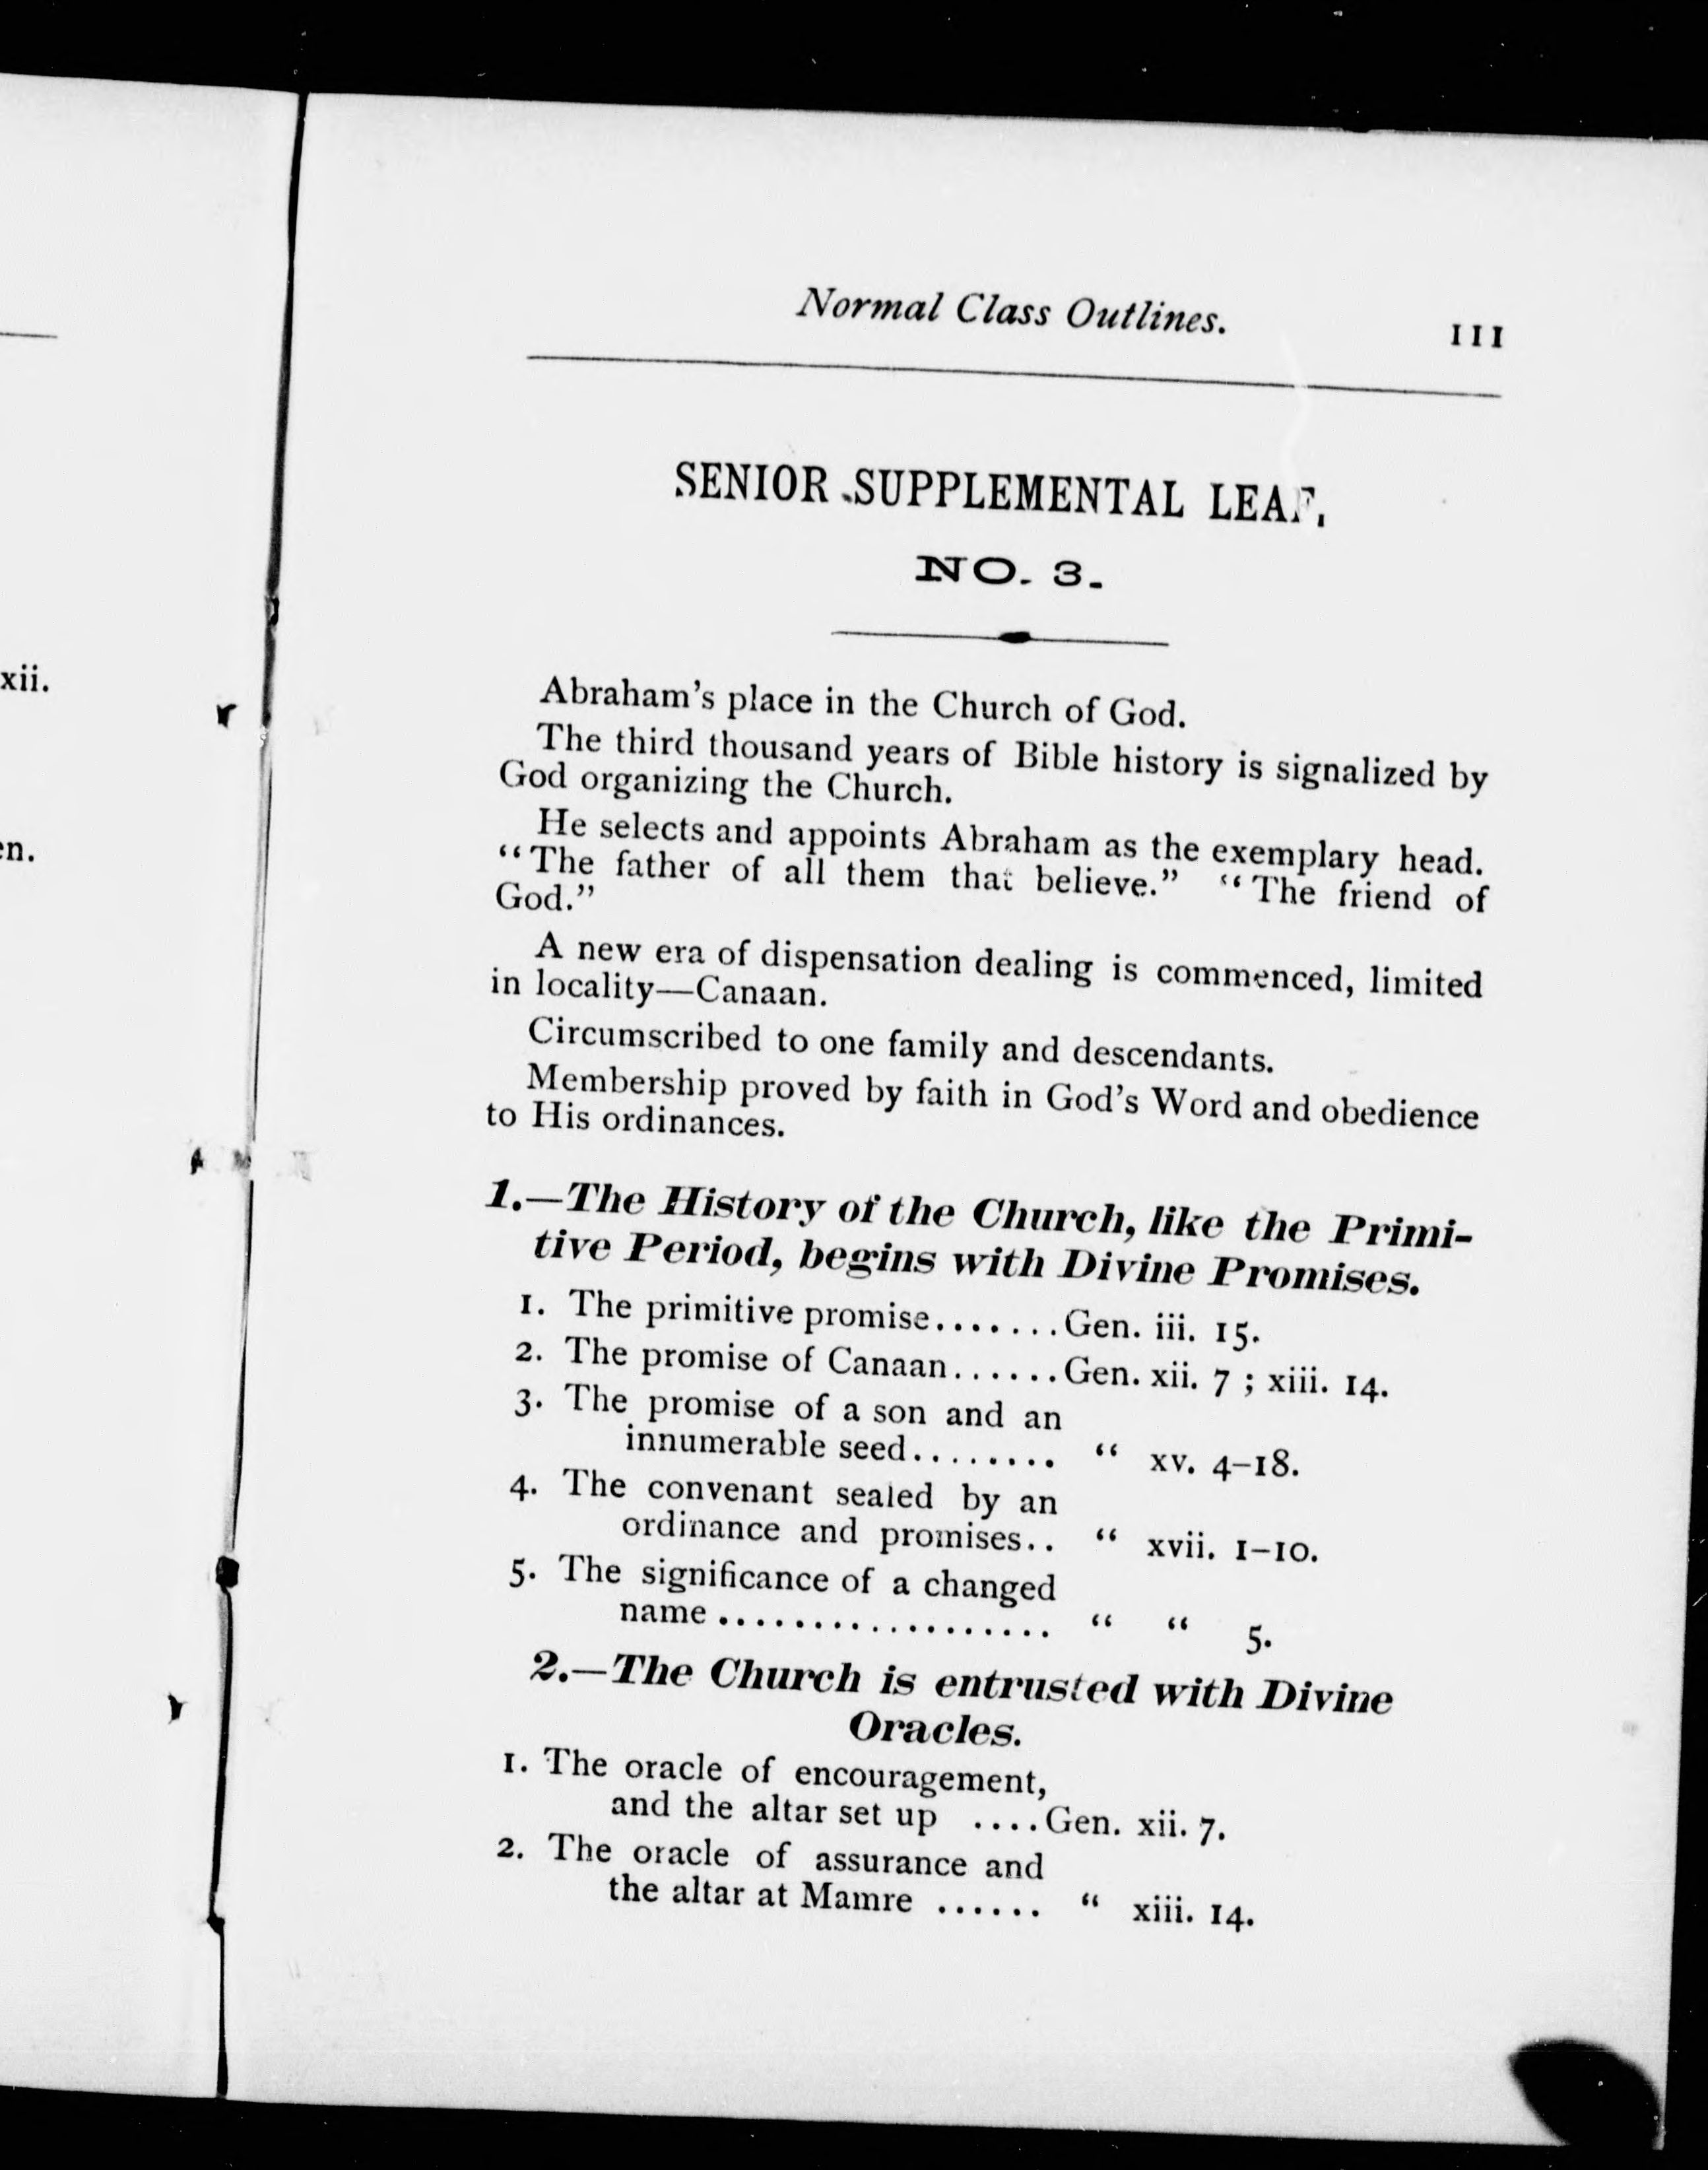 xii.
en.
Normal Class Outlines. 111
SENIOR SUPPLEMENTAL LEAF,
NO. 3.
Abraham's place in the Church of God.
The third thousand years of Bible history is signalized by
God organizing the Church.
He selects and appoints Abraham as the exemplary head.
"The father of all them that believe." "The friend of
God."
A new era of dispensation dealing is commenced, limited
in locality—Canaan.
Circumscribed to one family and descendants.
Membership proved by faith in God's Word and obedience
to His ordinances.
1.—The History of the Church, like the Primi-
tive Period, begins with Divine Promises.
1. The primitive promise.......Gen. iii. 15.
2. The promise of Canaan......Gen. xii. 7 ; xiii. 14.
3. The promise of a son and an
innumerable seed........ " xv. 4–18.
4. The convenant sealed by an
ordinance and promises.. " xvii. 1–10.
5. The significance of a changed
name.................. " " 5.
2.—The Church is entrusted with Divine
Oracles.
1. The oracle of encouragement,
and the altar set up ....Gen. xii. 7.
2. The oracle of assurance and
the altar at Mamre ...... " xiii. 14.